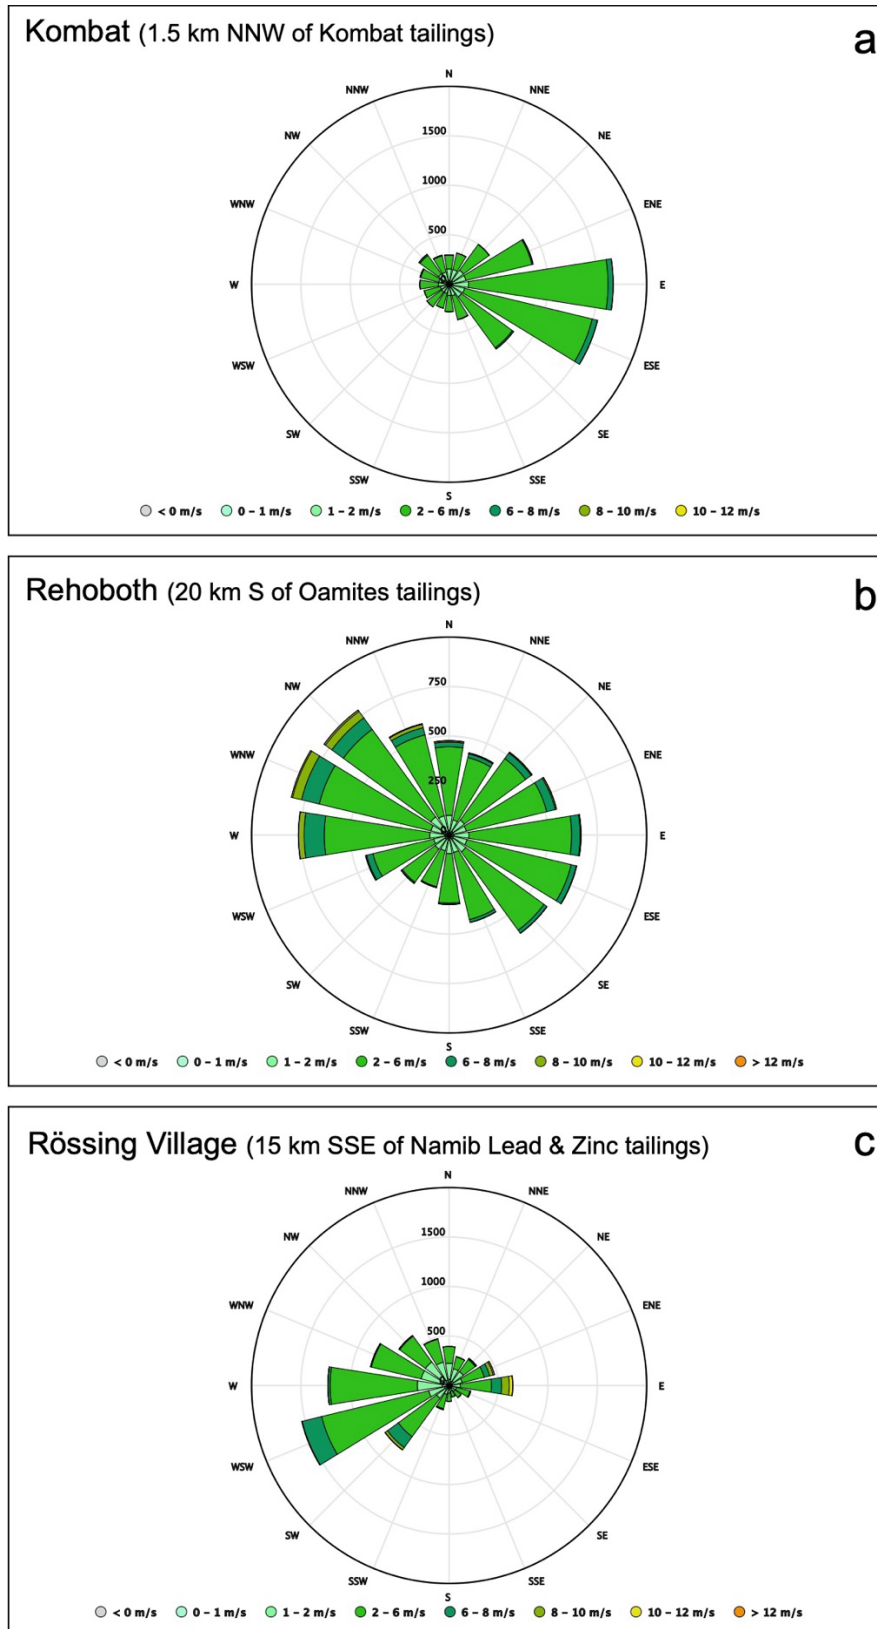 Kombat (1.5 km NNW of Kombat tailings)
a
N
NNW
NNE
1500
NW
NE
1000
WNW
ENE
500
0
W
E
WSW
ESE
SW
SE
SSW
SSE
S
< 0 m/s
0 – 1 m/s
1 – 2 m/s
2 – 6 m/s
6 – 8 m/s
8 – 10 m/s
10 – 12 m/s
Rehoboth (20 km S of Oamites tailings)
b
N
NNW
NNE
750
NW
NE
500
WNW
ENE
250
0
W
E
WSW
ESE
SW
SE
SSW
SSE
S
< 0 m/s
0 – 1 m/s
1 – 2 m/s
2 – 6 m/s
6 – 8 m/s
8 – 10 m/s
10 – 12 m/s
> 12 m/s
Rössing Village (15 km SSE of Namib Lead & Zinc tailings)
c
N
NNW
NNE
1500
NW
NE
1000
WNW
ENE
500
0
W
E
WSW
ESE
SW
SE
SSW
SSE
S
< 0 m/s
0 – 1 m/s
1 – 2 m/s
2 – 6 m/s
6 – 8 m/s
8 – 10 m/s
10 – 12 m/s
> 12 m/s